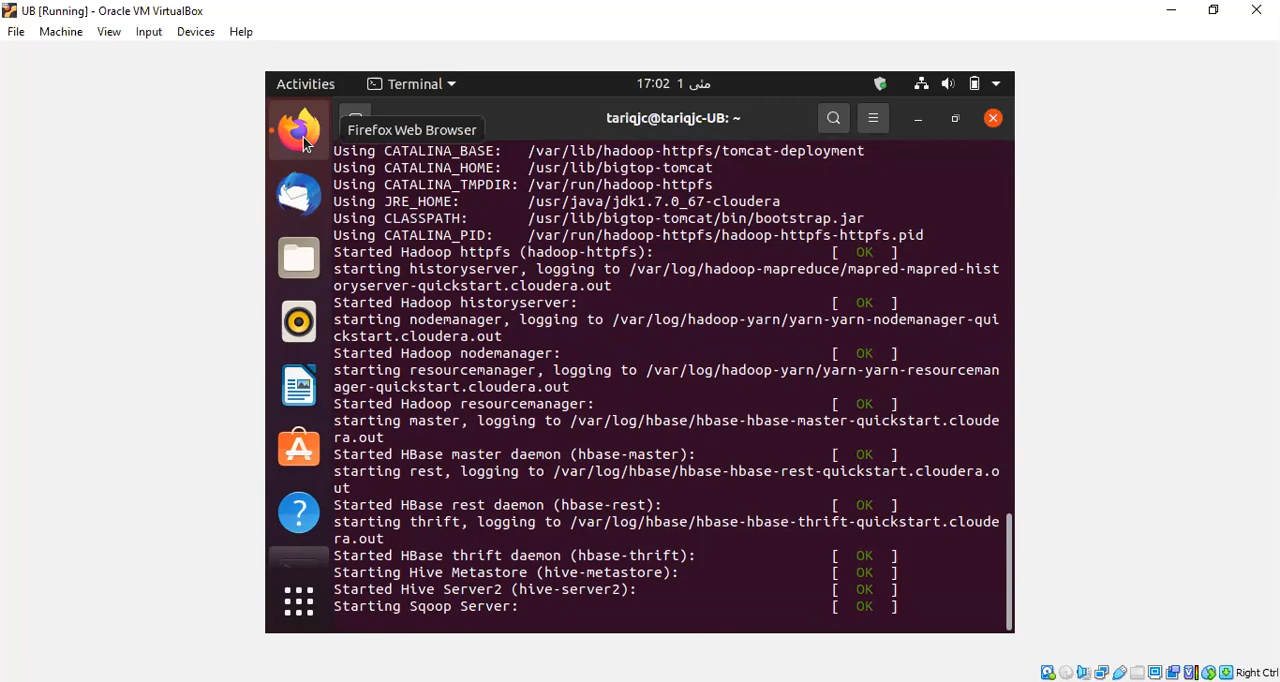 UB [Running] - Oracle VM VirtualBox
File Machine View Input Devices Help
Activities Terminal 17:02 1 مئی
tariqjc@tariqjc-UB: ~
Firefox Web Browser
Using CATALINA_BASE: /var/lib/hadoop-httpfs/tomcat-deployment
Using CATALINA_HOME: /usr/lib/bigtop-tomcat
Using CATALINA_TMPDIR: /var/run/hadoop-httpfs
Using JRE_HOME: /usr/java/jdk1.7.0_67-cloudera
Using CLASSPATH: /usr/lib/bigtop-tomcat/bin/bootstrap.jar
Using CATALINA_PID: /var/run/hadoop-httpfs/hadoop-httpfs-httpfs.pid
Started Hadoop httpfs (hadoop-httpfs): [ OK ]
starting historyserver, logging to /var/log/hadoop-mapreduce/mapred-mapred-hist
oryserver-quickstart.cloudera.out
Started Hadoop historyserver: [ OK ]
starting nodemanager, logging to /var/log/hadoop-yarn/yarn-yarn-nodemanager-qui
ckstart.cloudera.out
Started Hadoop nodemanager: [ OK ]
starting resourcemanager, logging to /var/log/hadoop-yarn/yarn-yarn-resourceman
ager-quickstart.cloudera.out
Started Hadoop resourcemanager: [ OK ]
starting master, logging to /var/log/hbase/hbase-hbase-master-quickstart.cloude
ra.out
Started HBase master daemon (hbase-master): [ OK ]
starting rest, logging to /var/log/hbase/hbase-hbase-rest-quickstart.cloudera.o
ut
Started HBase rest daemon (hbase-rest): [ OK ]
starting thrift, logging to /var/log/hbase/hbase-hbase-thrift-quickstart.cloude
ra.out
Started HBase thrift daemon (hbase-thrift): [ OK ]
Starting Hive Metastore (hive-metastore): [ OK ]
Started Hive Server2 (hive-server2): [ OK ]
Starting Sqoop Server: [ OK ]
Right Ctrl